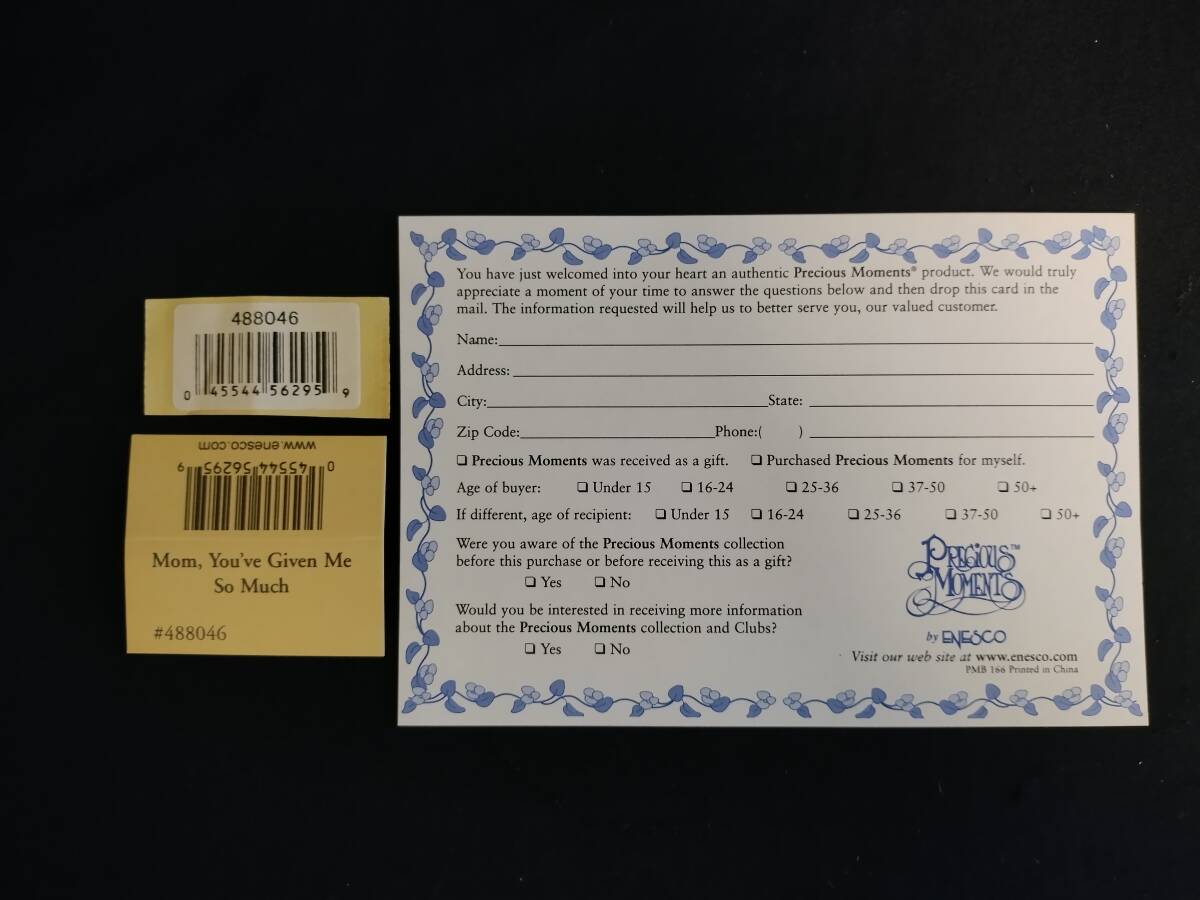 488046
0 45544 56295 9
www.enesco.com
0 45544 56295 9
Mom, You've Given Me
So Much
#488046
You have just welcomed into your heart an authentic Precious Moments® product. We would truly
appreciate a moment of your time to answer the questions below and then drop this card in the
mail. The information requested will help us to better serve you, our valued customer.
Name:
Address:
City: State:
Zip Code: Phone:( )
❑ Precious Moments was received as a gift. ❑ Purchased Precious Moments for myself.
Age of buyer: ❑ Under 15 ❑ 16-24 ❑ 25-36 ❑ 37-50 ❑ 50+
If different, age of recipient: ❑ Under 15 ❑ 16-24 ❑ 25-36 ❑ 37-50 ❑ 50+
Were you aware of the Precious Moments collection
before this purchase or before receiving this as a gift?
❑ Yes ❑ No
Would you be interested in receiving more information
about the Precious Moments collection and Clubs?
❑ Yes ❑ No
PRECIOUS™
MOMENTS
by ENESCO
Visit our web site at www.enesco.com
PMB 166 Printed in China